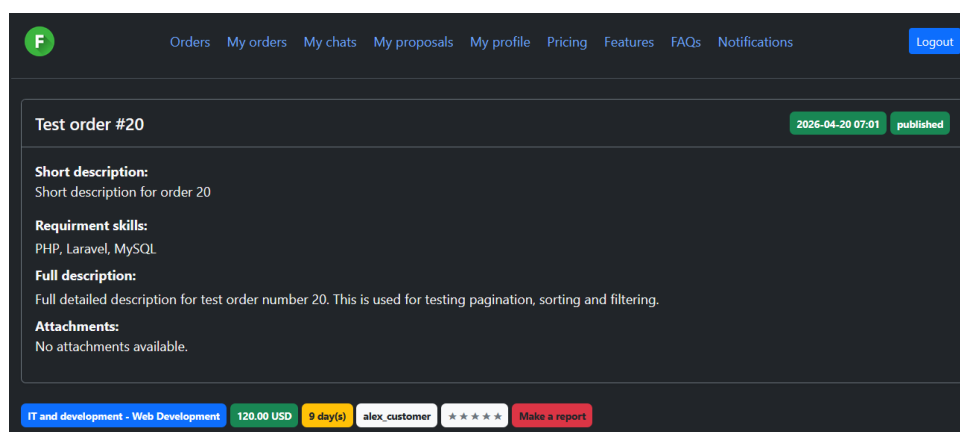 F
Orders My orders My chats My proposals My profile Pricing Features FAQs Notifications Logout
Test order #20 2026-04-20 07:01 published
Short description:
Short description for order 20
Requirment skills:
PHP, Laravel, MySQL
Full description:
Full detailed description for test order number 20. This is used for testing pagination, sorting and filtering.
Attachments:
No attachments available.
IT and development - Web Development 120.00 USD 9 day(s) alex_customer ★★★★★ Make a report